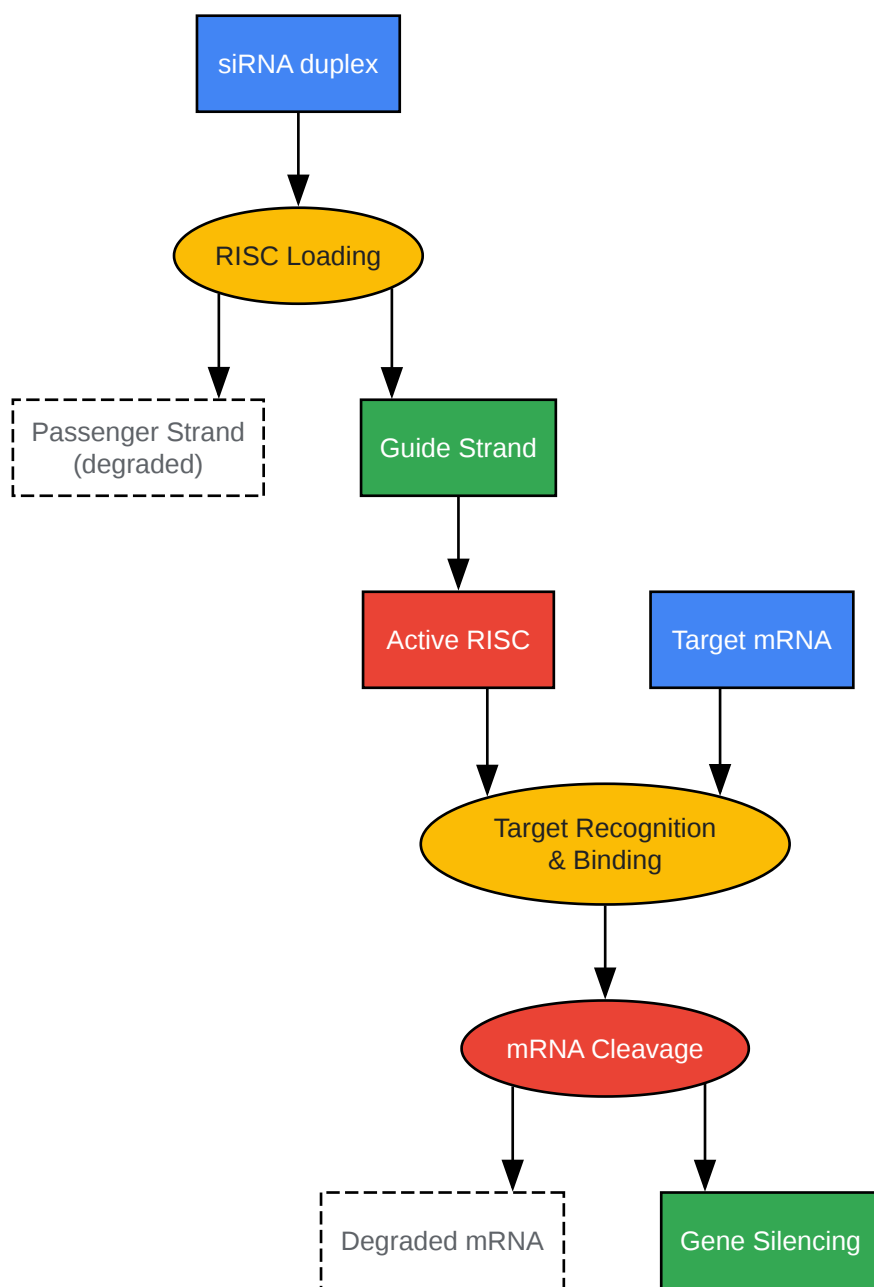 siRNA duplex
RISC Loading
Passenger Strand
(degraded)
Guide Strand
Active RISC
Target mRNA
Target Recognition
& Binding
mRNA Cleavage
Degraded mRNA
Gene Silencing